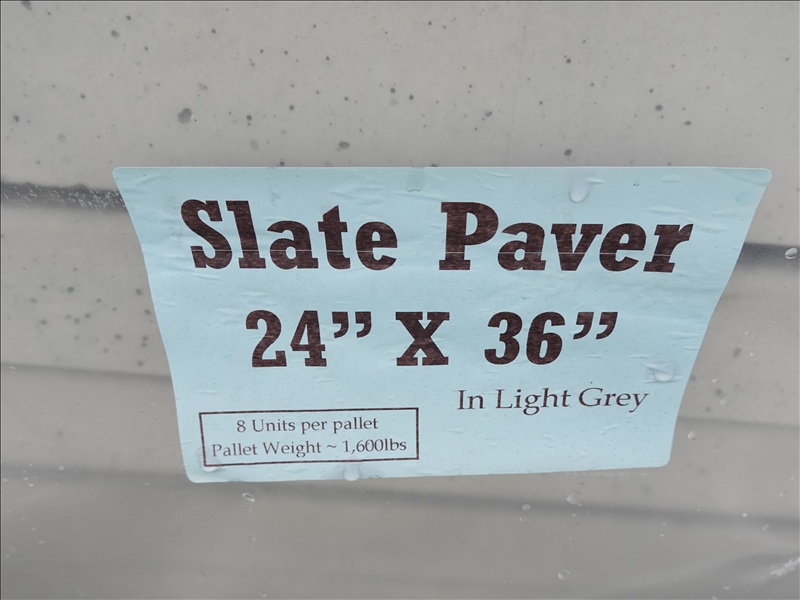 Slate Paver
24” X 36”
In Light Grey
8 Units per pallet
Pallet Weight ~ 1,600lbs